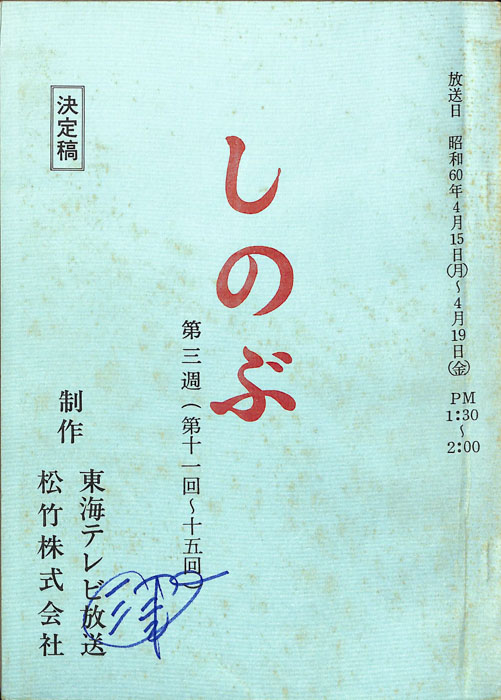 放送日 昭和60年4月15日(月)～4月19日(金) PM 1:30～2:00
決定稿
しのぶ
第三週(第十一回～十五回)
制作
東海テレビ放送
松竹株式会社